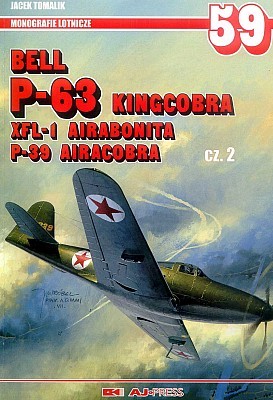 JACEK TOMALIK
MONOGRAFIE LOTNICZE
59
BELL
P-63 KINGCOBRA
XFL-1 AIRABONITA
P-39 AIRACOBRA
CZ. 2
AJ-PRESS